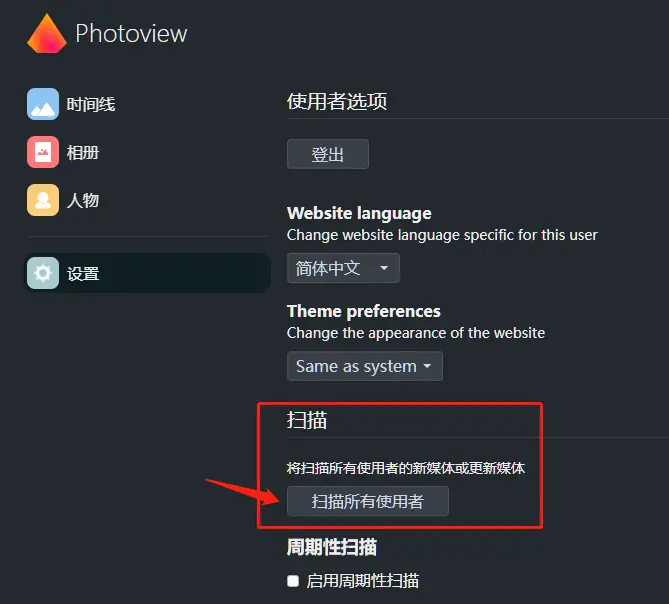 Photoview
时间线
相册
人物
设置
使用者选项
登出
Website language
Change website language specific for this user
简体中文
Theme preferences
Change the appearance of the website
Same as system
扫描
将扫描所有使用者的新媒体或更新媒体
扫描所有使用者
周期性扫描
启用周期性扫描